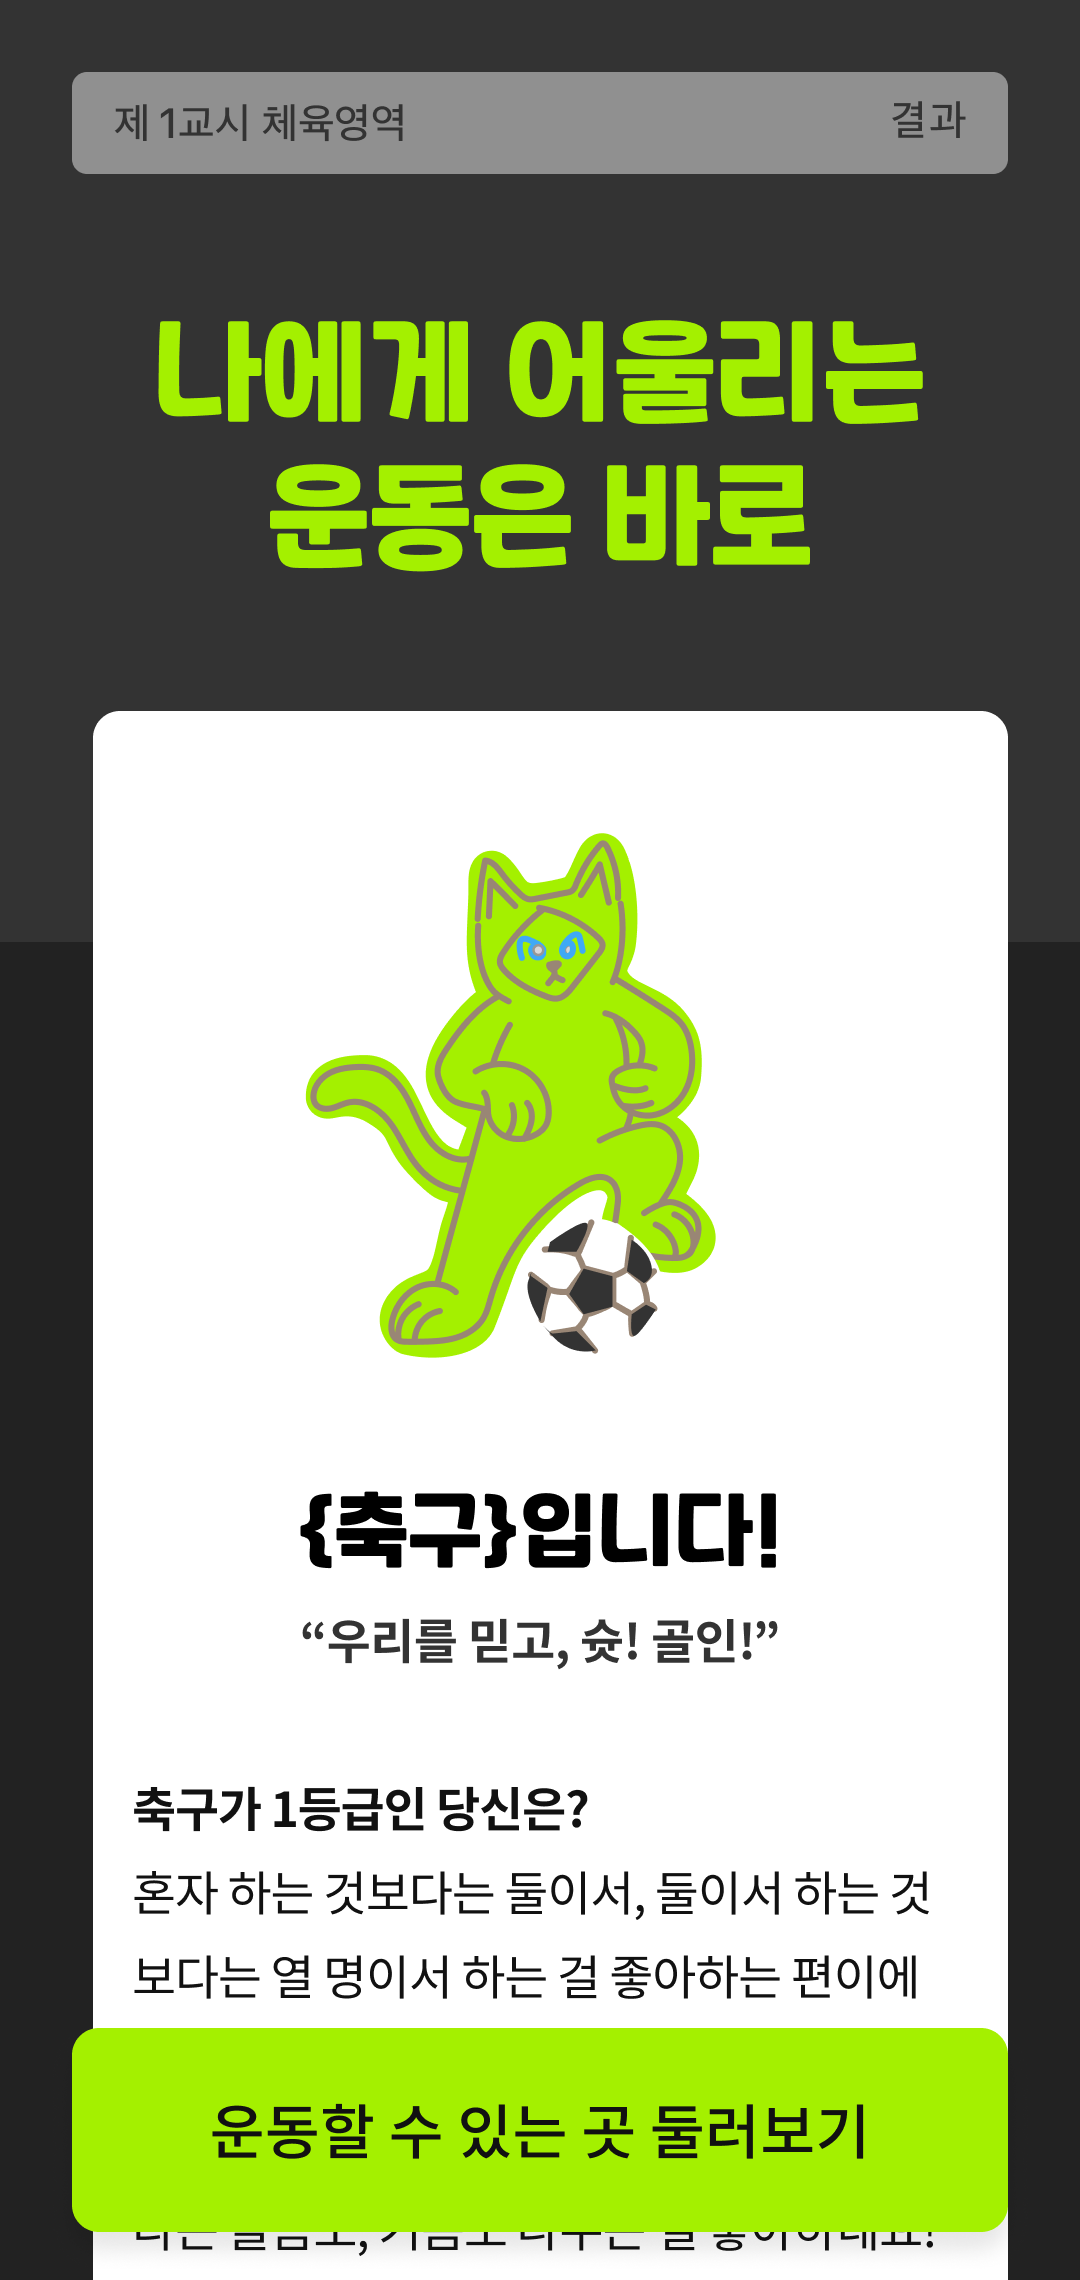 제 1교시 체육영역
결과
나에게 어울리는
운동은 바로
{축구}입니다!
“우리를 믿고, 슛! 골인!”
축구가 1등급인 당신은?
혼자 하는 것보다는 둘이서, 둘이서 하는 것
보다는 열 명이서 하는 걸 좋아하는 편이에
운동할 수 있는 곳 둘러보기